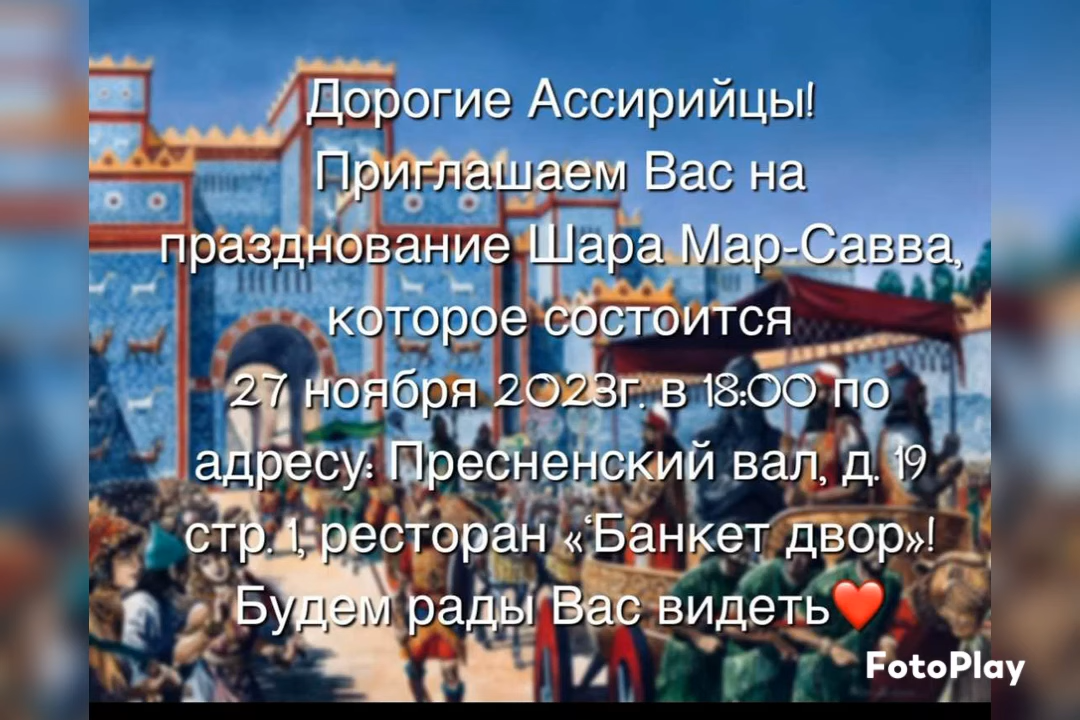 Дорогие Ассирийцы!
Приглашаем Вас на
празднование Шара Мар-Савва,
которое состоится
27 ноября 2023г. в 18:00 по
адресу: Пресненский вал, д. 19
стр. 1, ресторан «‘Банкет двор»!
Будем рады Вас видеть❤️
FotoPlay